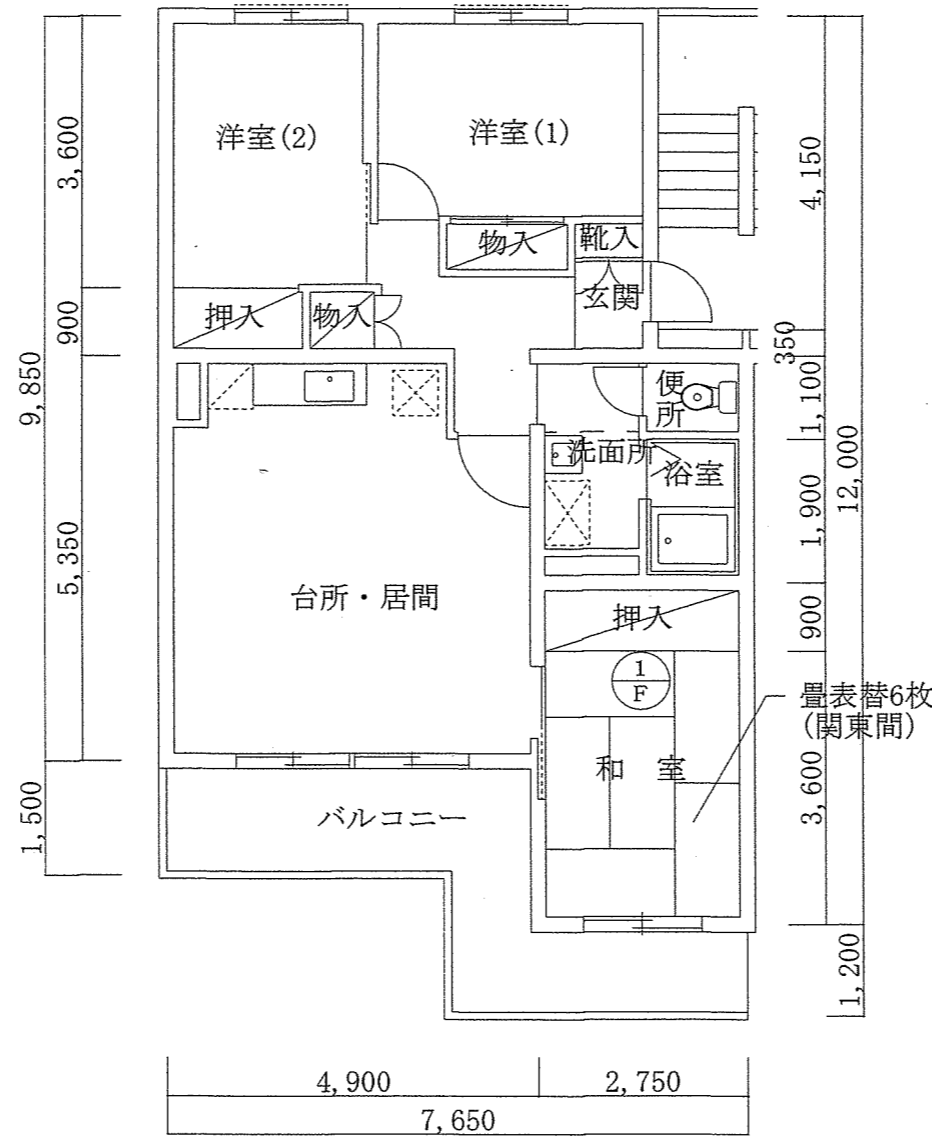 洋室(2)
洋室(1)
物入
靴入
玄関
押入
物入
便所
洗面所
浴室
台所・居間
押入
1
F
和 室
畳表替6枚
(関東間)
バルコニー
3,600
900
9,850
5,350
1,500
4,150
350
1,100
12,000
1,900
900
3,600
1,200
4,900
2,750
7,650